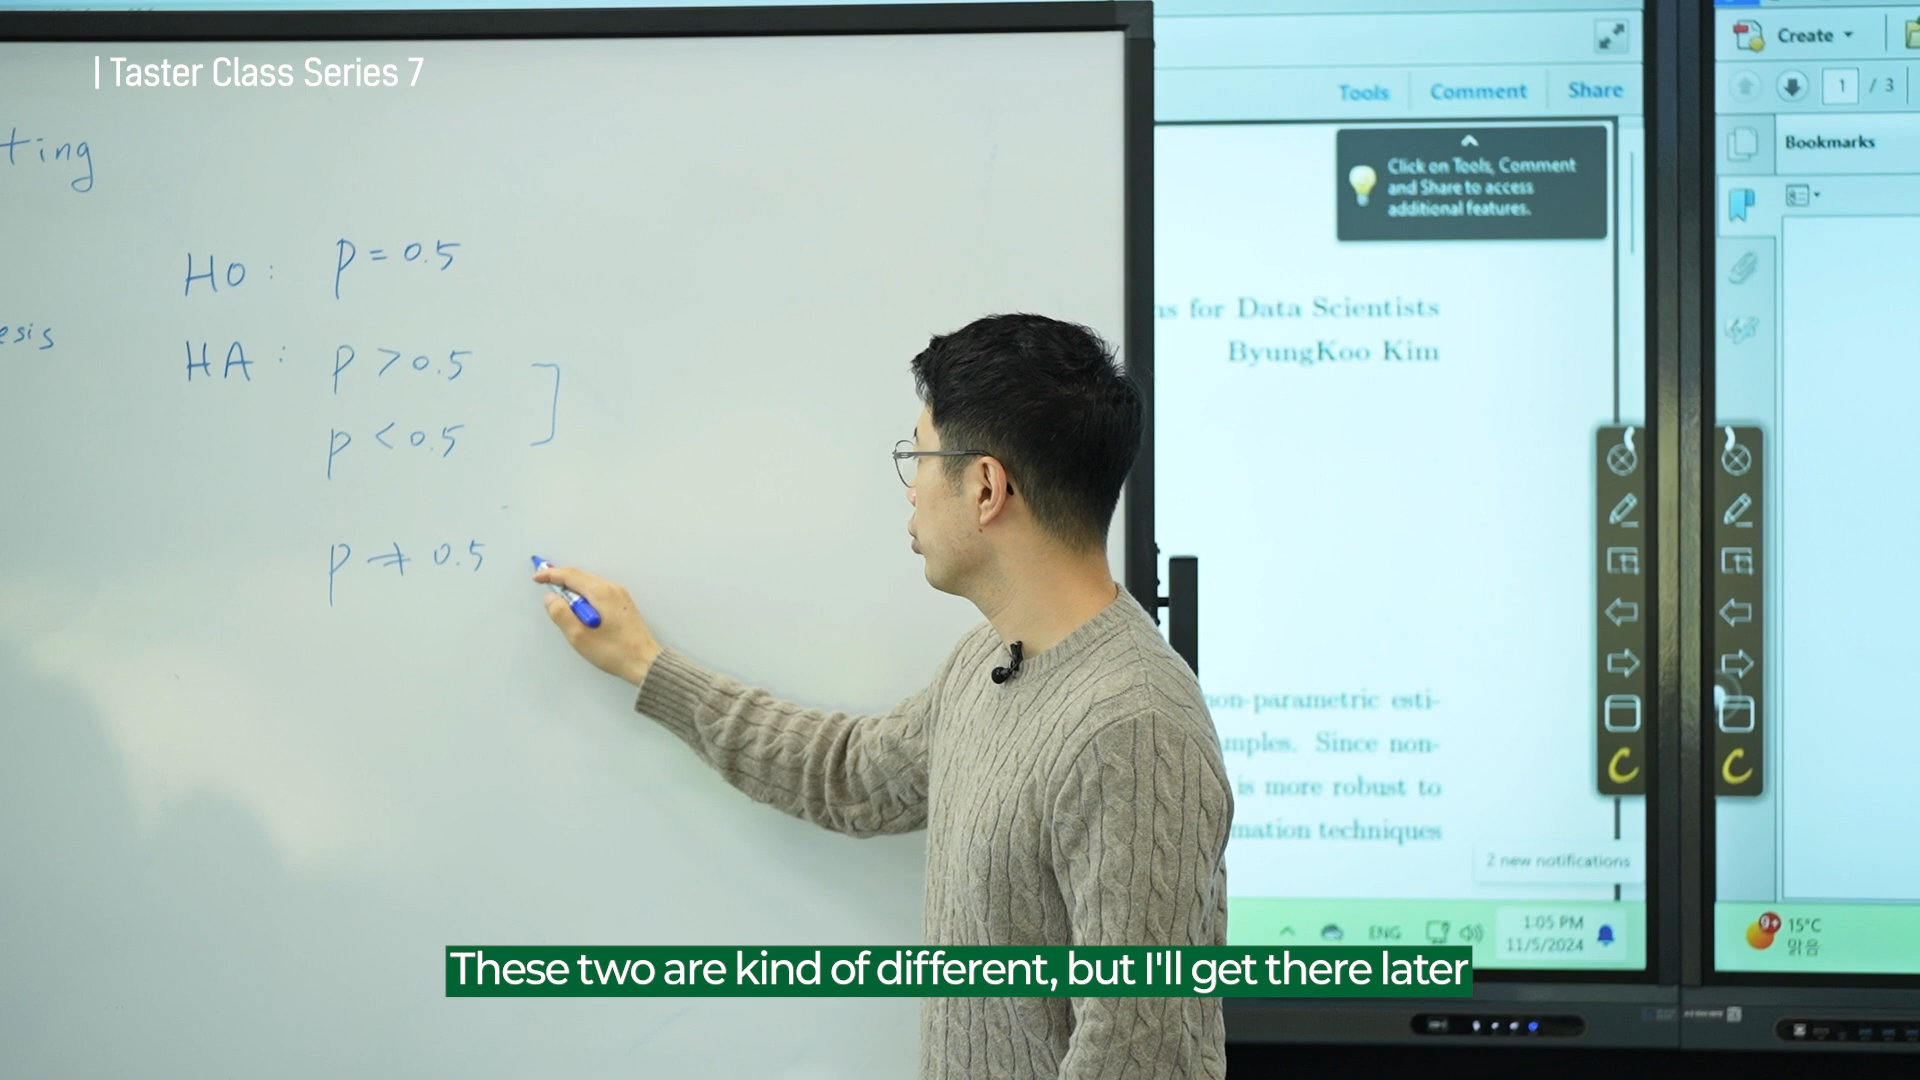 | Taster Class Series 7
ting
esis
H0 : p = 0.5
HA : p > 0.5
p < 0.5
p ≠ 0.5
Tools
Comment
Share
Click on Tools, Comment
and Share to access
additional features.
ns for Data Scientists
ByungKoo Kim
non-parametric esti-
mples. Since non-
is more robust to
mation techniques
2 new notifications
ENG
1:05 PM
11/5/2024
Create
1 / 3
Bookmarks
C
C
9+
15°C
맑음
These two are kind of different, but I'll get there later